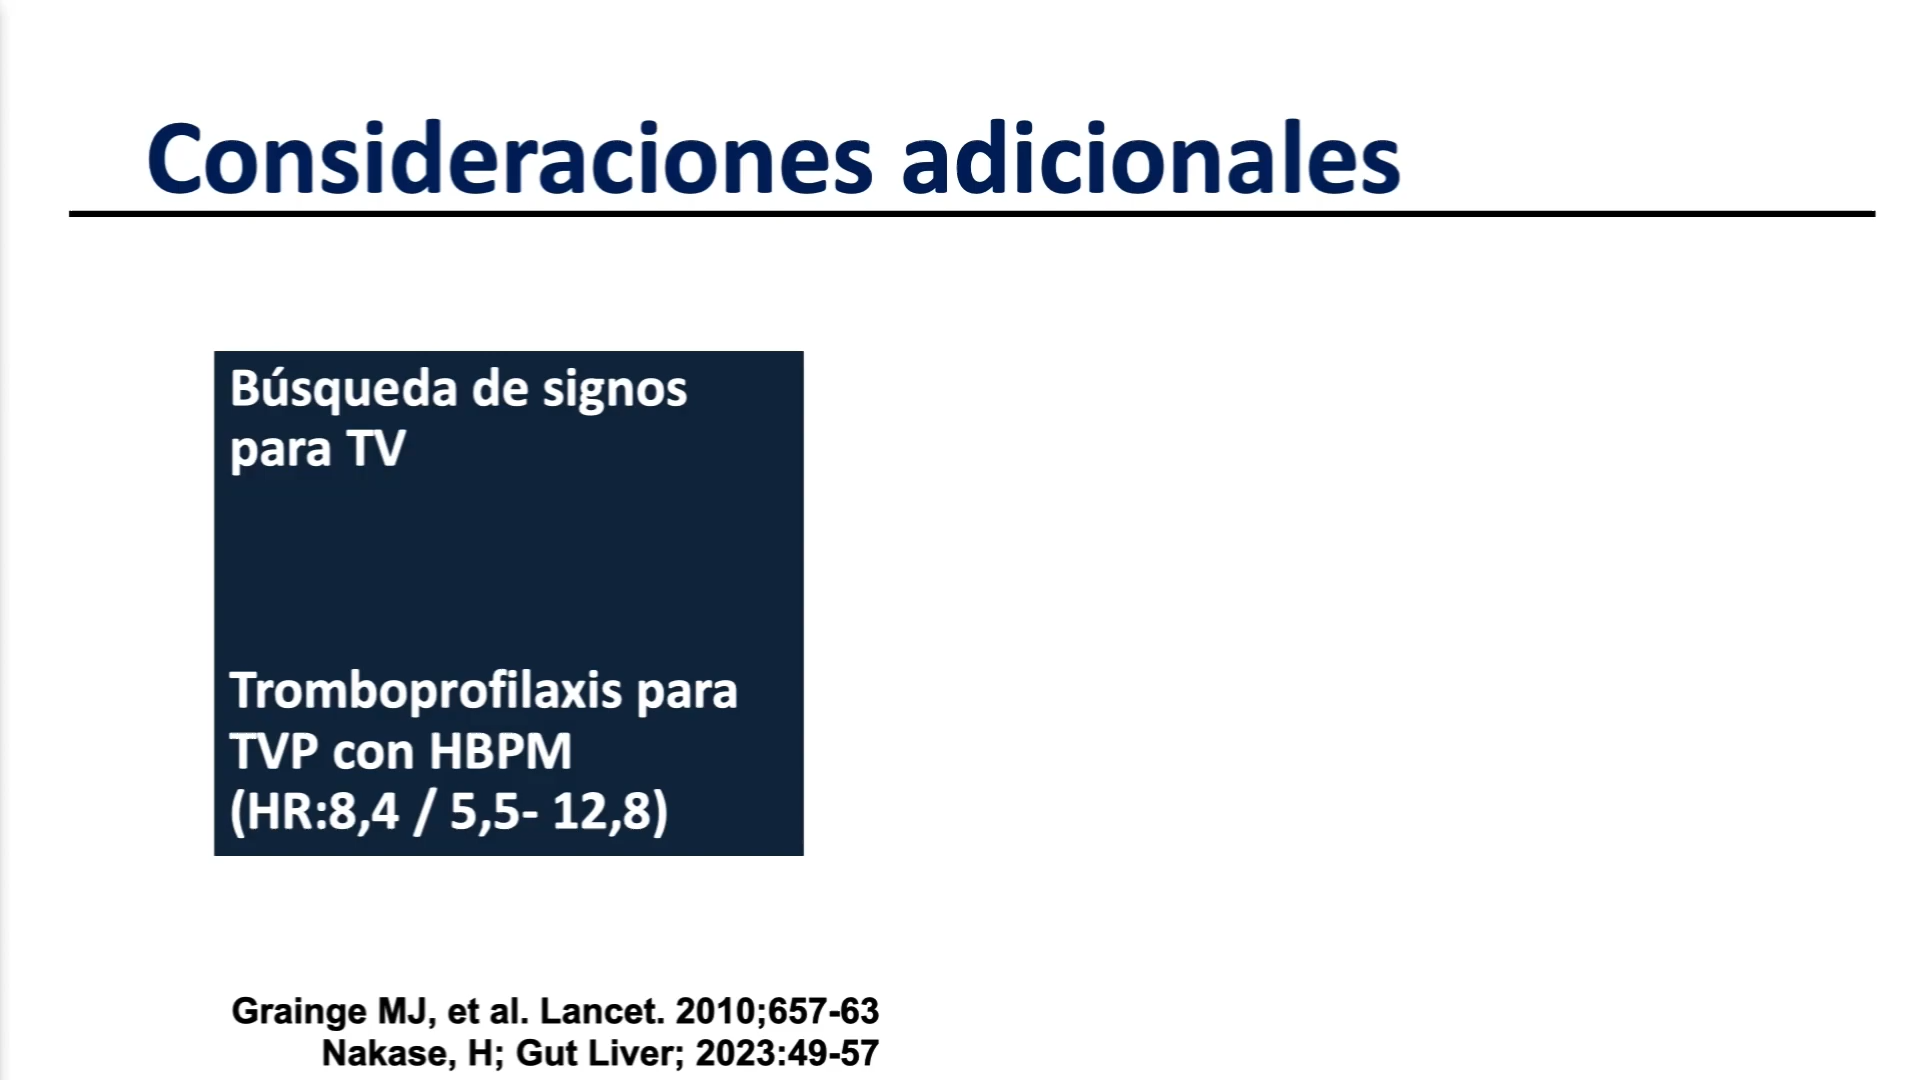 Consideraciones adicionales
Búsqueda de signos
para TV
Tromboprofilaxis para
TVP con HBPM
(HR:8,4 / 5,5- 12,8)
Grainge MJ, et al. Lancet. 2010;657-63
Nakase, H; Gut Liver; 2023:49-57